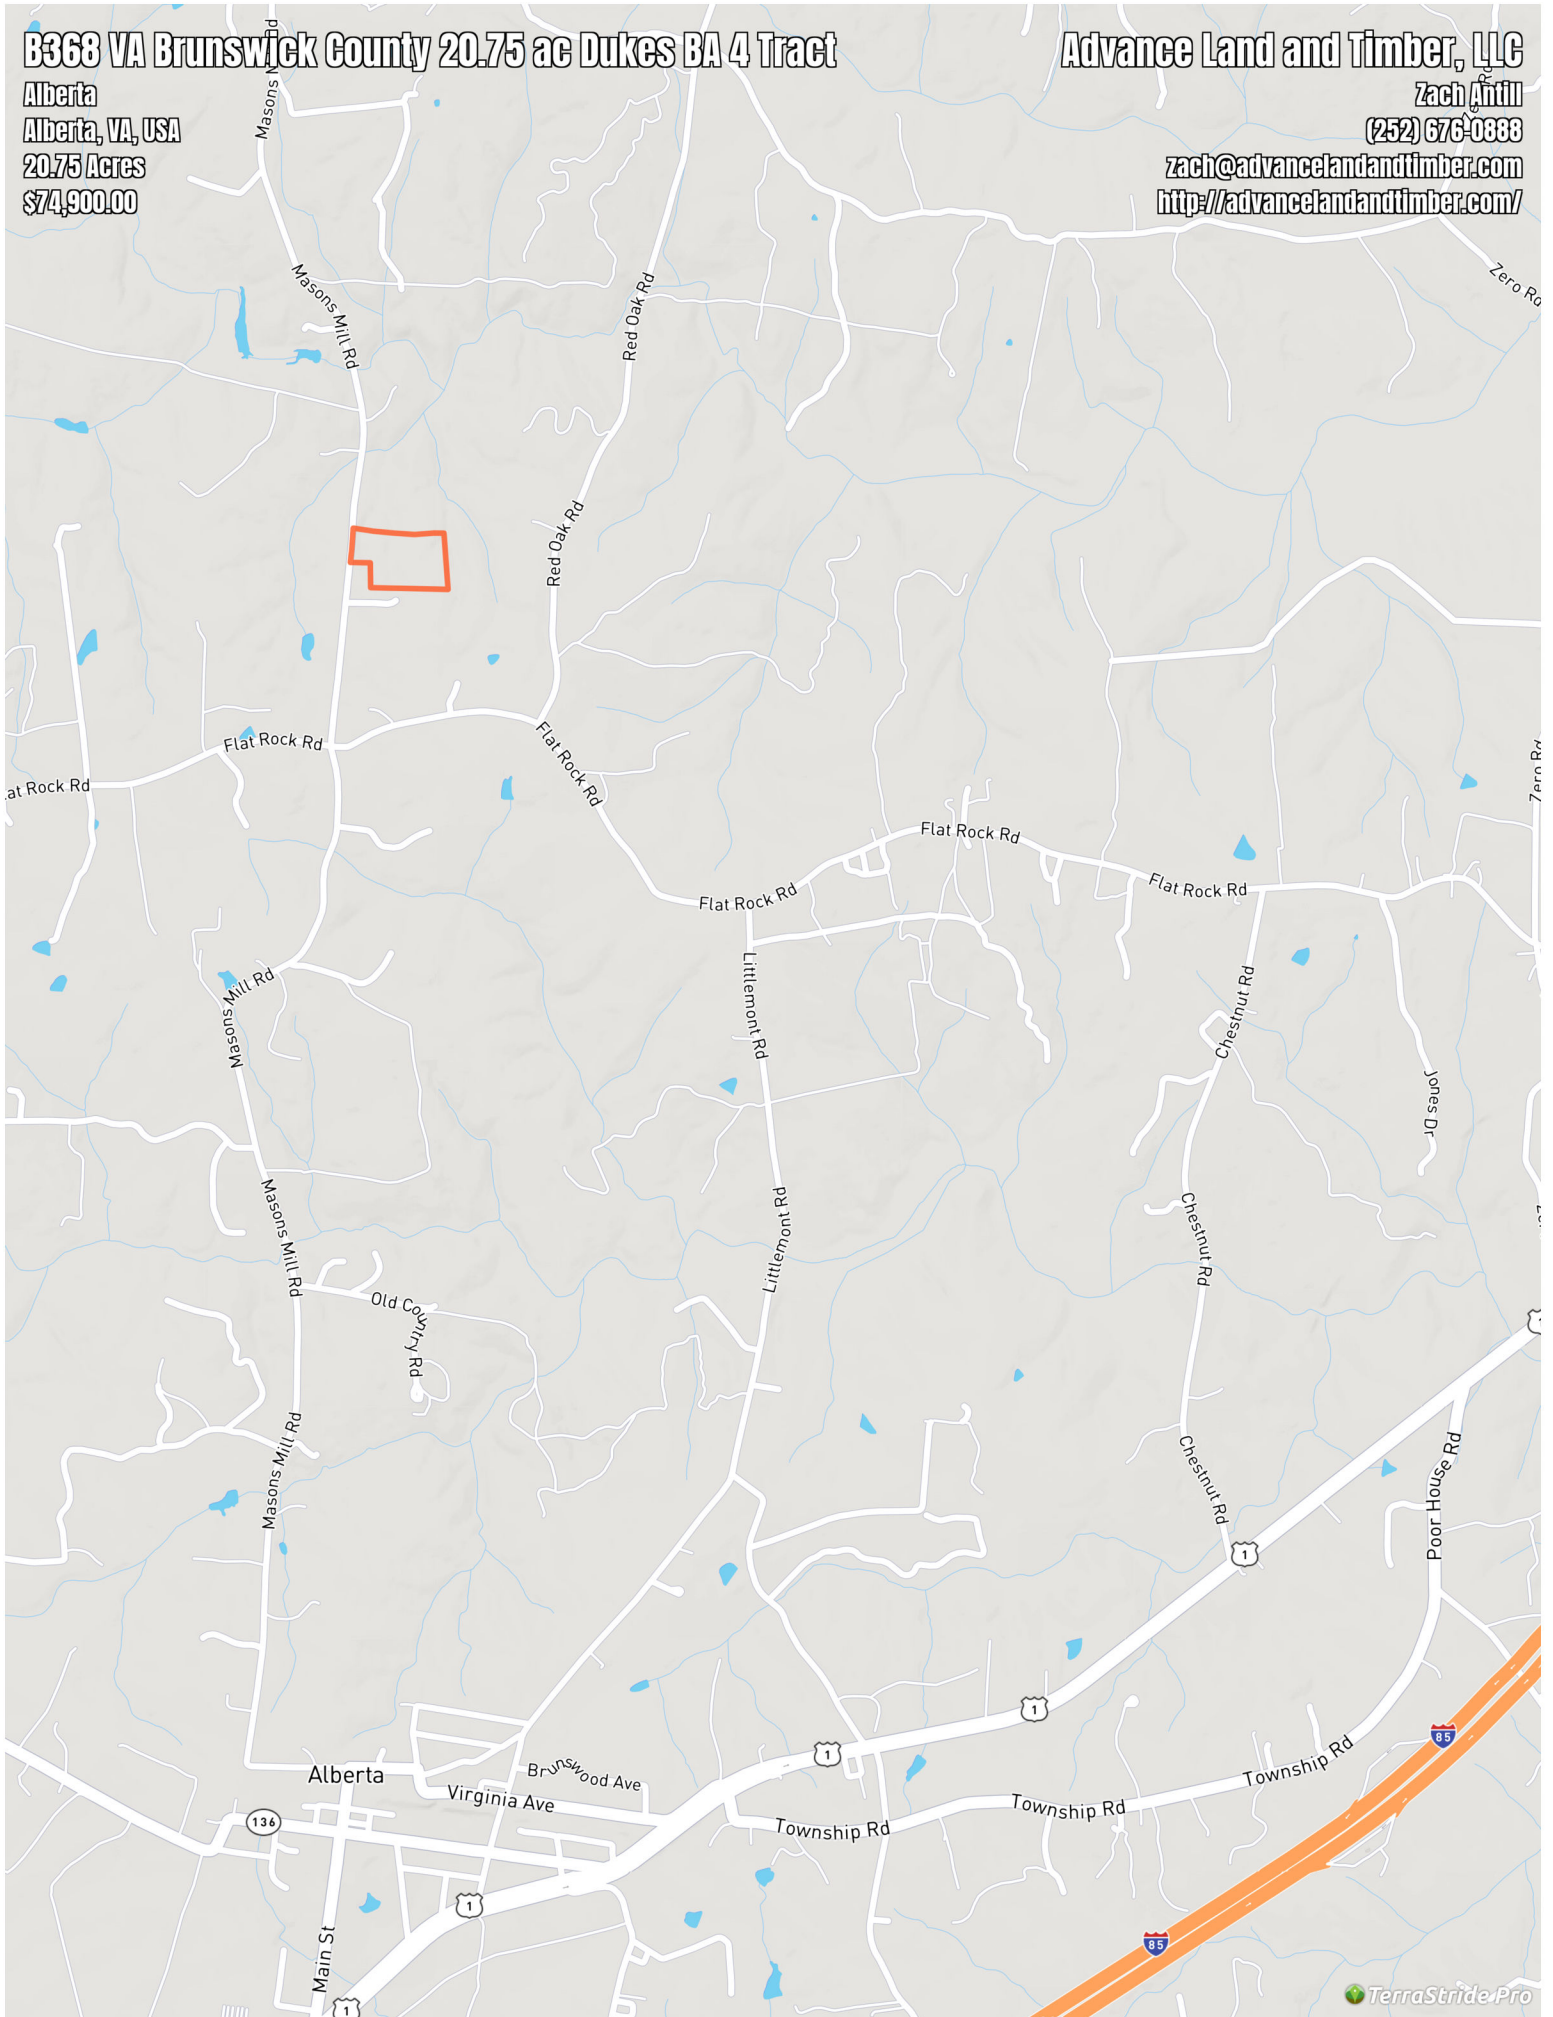 B368 VA Brunswick County 20.75 ac Dukes BA 4 Tract
Alberta
Alberta, VA, USA
20.75 Acres
$74,900.00
Advance Land and Timber, LLC
Zach Antill
(252) 676-0888
zach@advancelandandtimber.com
http://advancelandandtimber.com/
Masons
Rd
Masons Mill Rd
Red Oak Rd
Zero Rd
Red Oak Rd
Flat Rock Rd
Flat Rock Rd
Zero Rd
at Rock Rd
Flat Rock Rd
Flat Rock Rd
Flat Rock Rd
Masons Mill Rd
Littlemont Rd
Chestnut Rd
Jones Dr
Masons Mill Rd
Littlemont Rd
Chestnut Rd
Old Country Rd
1
Masons Mill Rd
Chestnut Rd
Poor House Rd
1
1
85
1
Alberta
Brunswood Ave
Virginia Ave
Township Rd
Township Rd
Township Rd
136
1
85
Main St
1
TerraStride Pro